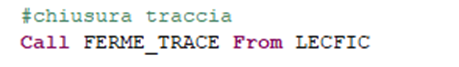 #chiusura traccia
Call FERME_TRACE From LECFIC